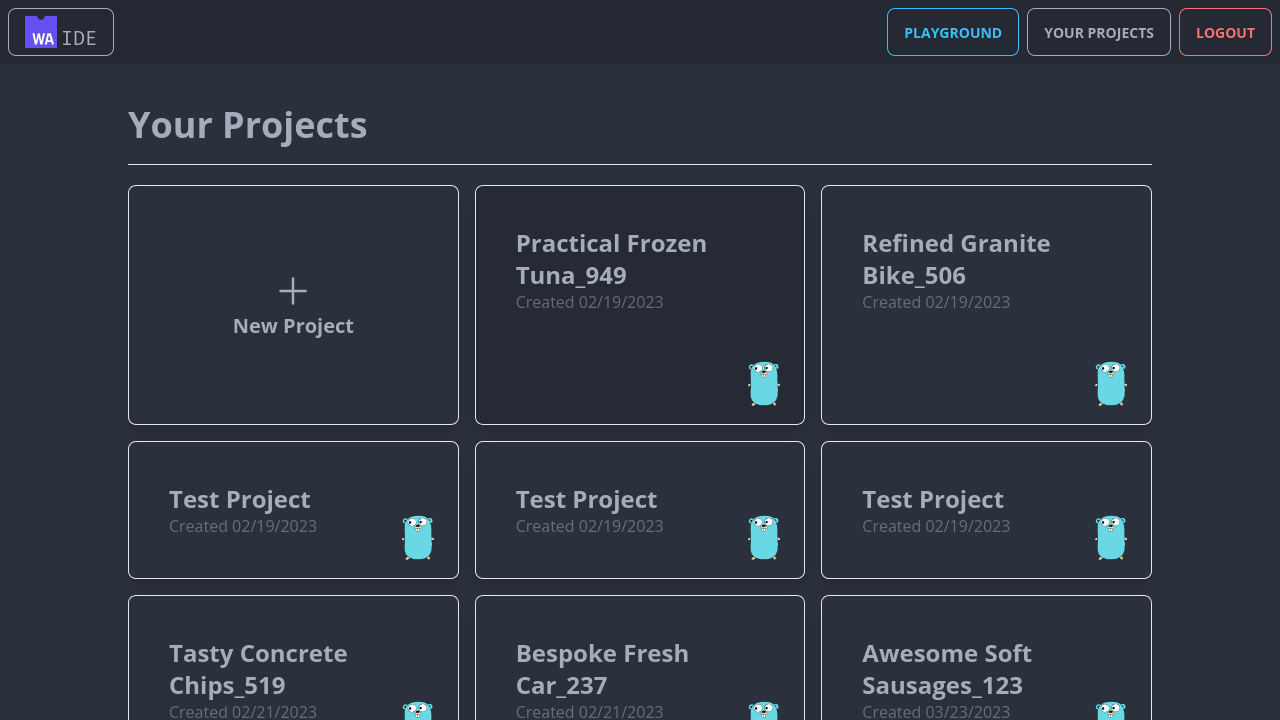 WA IDE
PLAYGROUND
YOUR PROJECTS
LOGOUT
Your Projects
New Project
Practical Frozen
Tuna_949
Created 02/19/2023
Refined Granite
Bike_506
Created 02/19/2023
Test Project
Created 02/19/2023
Test Project
Created 02/19/2023
Test Project
Created 02/19/2023
Tasty Concrete
Chips_519
Created 02/21/2023
Bespoke Fresh
Car_237
Created 02/21/2023
Awesome Soft
Sausages_123
Created 03/23/2023